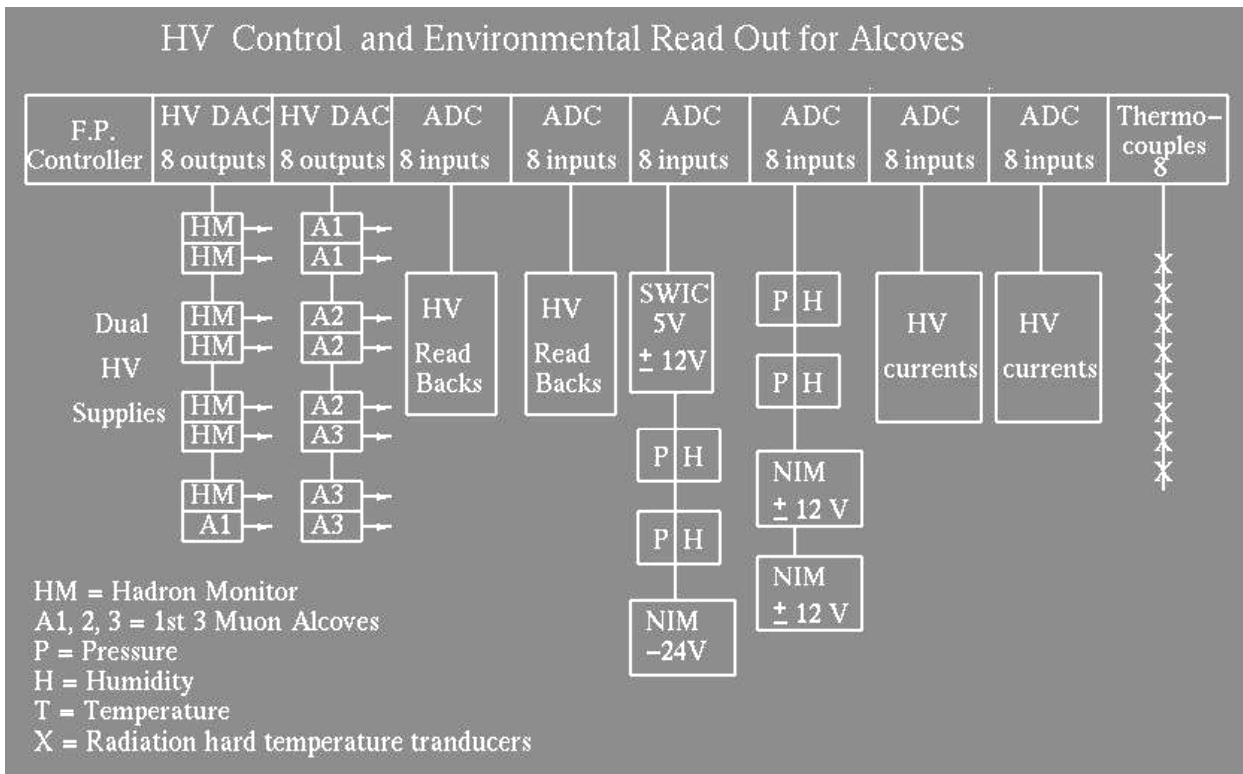 HV Control and Environmental Read Out for Alcoves
F.P. Controller
HV DAC 8 outputs
HV DAC 8 outputs
ADC 8 inputs
ADC 8 inputs
ADC 8 inputs
ADC 8 inputs
ADC 8 inputs
ADC 8 inputs
Thermo–
couples
8
Dual
HV
Supplies
HM
HM
HM
HM
HM
HM
HM
A1
A1
A1
A2
A2
A2
A3
A3
A3
HV
Read
Backs
HV
Read
Backs
SWIC
5V
± 12V
P H
P H
NIM
–24V
P H
P H
NIM
± 12 V
NIM
± 12 V
HV
currents
HV
currents
X
X
X
X
X
X
X
X
HM = Hadron Monitor
A1, 2, 3 = 1st 3 Muon Alcoves
P = Pressure
H = Humidity
T = Temperature
X = Radiation hard temperature tranducers